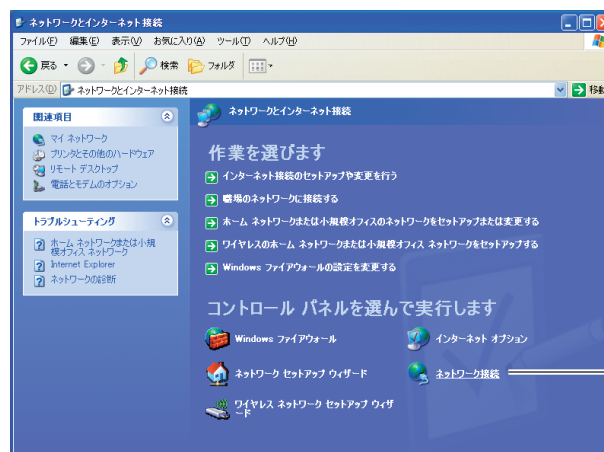 ネットワークとインターネット接続
ファイル(F) 編集(E) 表示(V) お気に入り(A) ツール(T) ヘルプ(H)
戻る 検索 フォルダ
アドレス(D) ネットワークとインターネット接続 移動
関連項目
マイ ネットワーク
プリンタとその他のハードウェア
リモート デスクトップ
電話とモデムのオプション
トラブルシューティング
ホーム ネットワークまたは小規
模オフィス ネットワーク
Internet Explorer
ネットワークの診断
ネットワークとインターネット接続
作業を選びます
インターネット接続のセットアップや変更を行う
職場のネットワークに接続する
ホーム ネットワークまたは小規模オフィスのネットワークをセットアップまたは変更する
ワイヤレスのホーム ネットワークまたは小規模オフィス ネットワークをセットアップする
Windows ファイアウォールの設定を変更する
コントロール パネルを選んで実行します
Windows ファイアウォール
インターネット オプション
ネットワーク セットアップ ウィザード
ネットワーク接続
ワイヤレス ネットワーク セットアップ ウィザ
ード